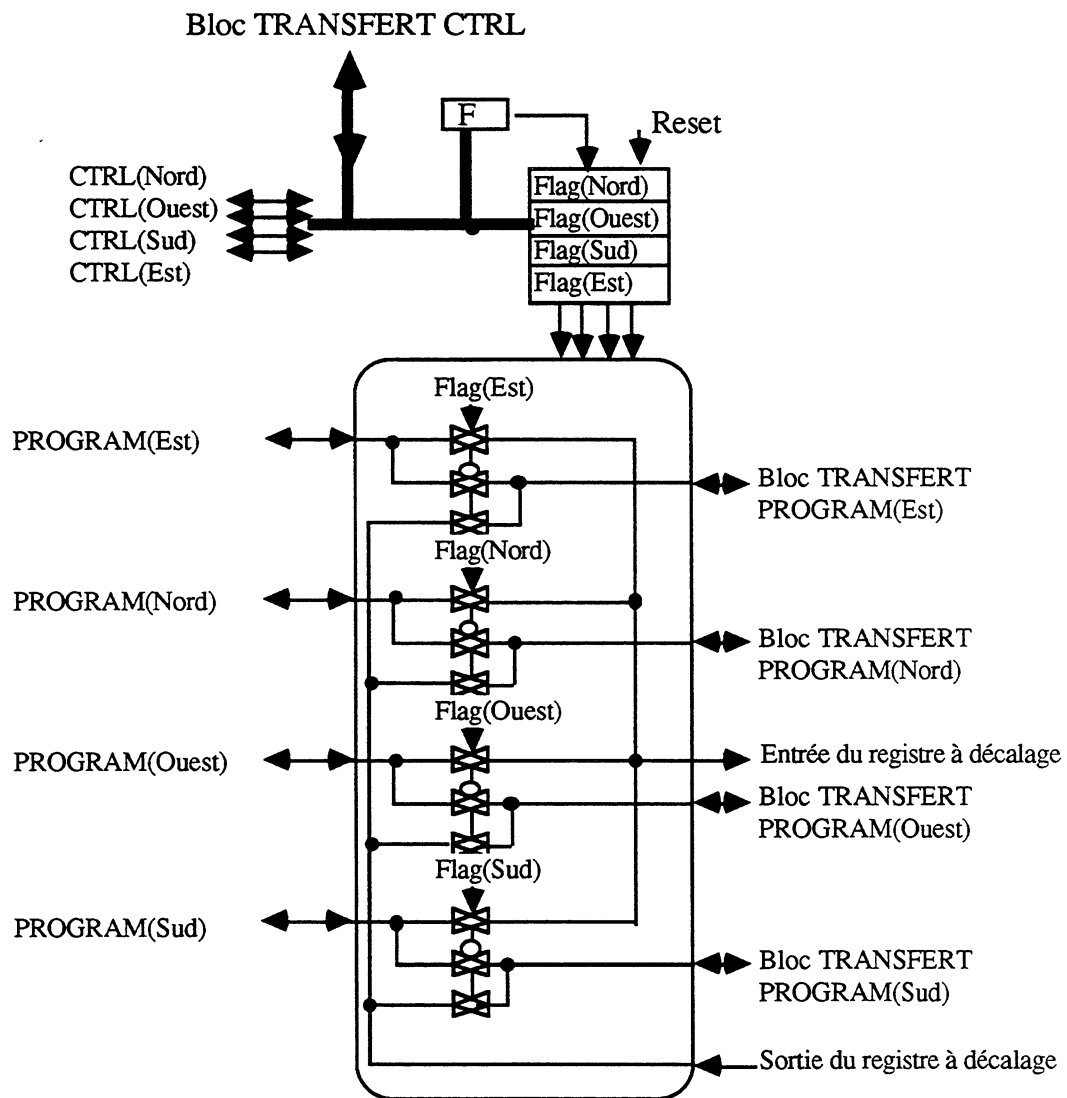 Bloc TRANSFERT CTRL
F
Reset
CTRL(Nord)
CTRL(Ouest)
CTRL(Sud)
CTRL(Est)
Flag(Nord)
Flag(Ouest)
Flag(Sud)
Flag(Est)
Flag(Est)
PROGRAM(Est)
Bloc TRANSFERT
PROGRAM(Est)
Flag(Nord)
PROGRAM(Nord)
Bloc TRANSFERT
PROGRAM(Nord)
Flag(Ouest)
PROGRAM(Ouest)
Entrée du registre à décalage
Bloc TRANSFERT
PROGRAM(Ouest)
Flag(Sud)
PROGRAM(Sud)
Bloc TRANSFERT
PROGRAM(Sud)
Sortie du registre à décalage